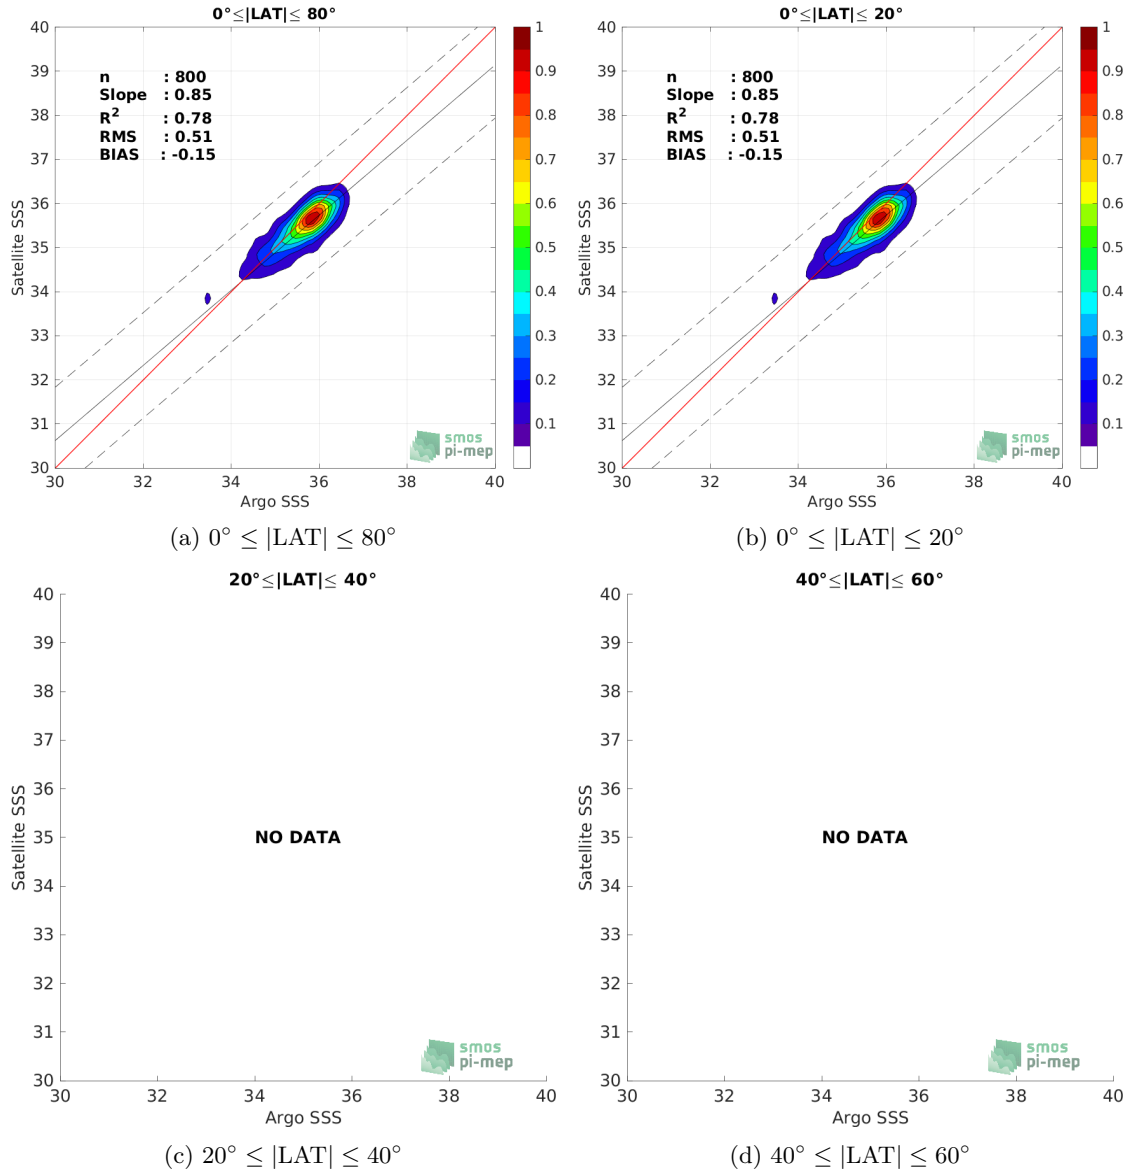 0°≤|LAT|≤ 80°
n : 800
Slope : 0.85
R² : 0.78
RMS : 0.51
BIAS : -0.15
Satellite SSS
40
39
38
37
36
35
34
33
32
31
30
30 32 34 36 38 40
Argo SSS
1
0.9
0.8
0.7
0.6
0.5
0.4
0.3
0.2
0.1
smos
pi-mep
(a) 0° ≤ |LAT| ≤ 80°
0°≤|LAT|≤ 20°
n : 800
Slope : 0.85
R² : 0.78
RMS : 0.51
BIAS : -0.15
Satellite SSS
40
39
38
37
36
35
34
33
32
31
30
30 32 34 36 38 40
Argo SSS
1
0.9
0.8
0.7
0.6
0.5
0.4
0.3
0.2
0.1
smos
pi-mep
(b) 0° ≤ |LAT| ≤ 20°
20°≤|LAT|≤ 40°
Satellite SSS
40
39
38
37
36
35
34
33
32
31
30
NO DATA
smos
pi-mep
30 32 34 36 38 40
Argo SSS
(c) 20° ≤ |LAT| ≤ 40°
40°≤|LAT|≤ 60°
Satellite SSS
40
39
38
37
36
35
34
33
32
31
30
NO DATA
smos
pi-mep
30 32 34 36 38 40
Argo SSS
(d) 40° ≤ |LAT| ≤ 60°